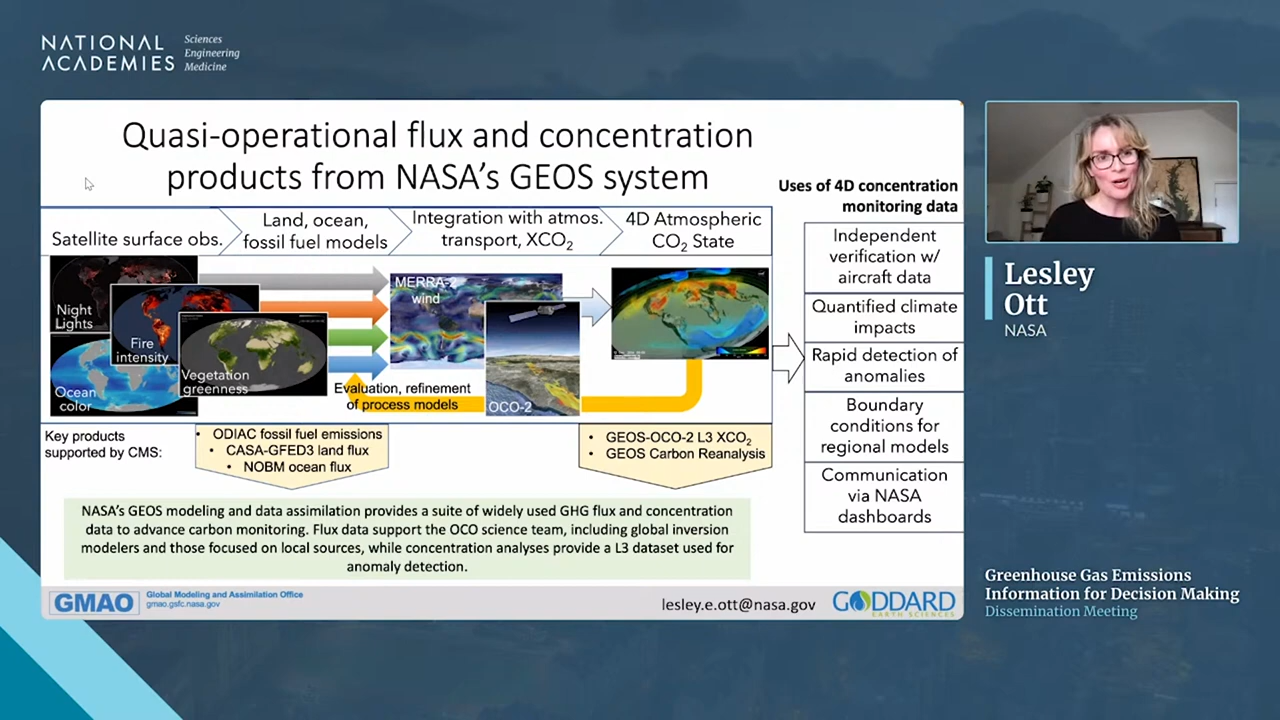 NATIONAL
ACADEMIES
Sciences
Engineering
Medicine
Quasi-operational flux and concentration
products from NASA's GEOS system
Satellite surface obs.
Land, ocean,
fossil fuel models
Integration with atmos.
transport, XCO₂
4D Atmospheric
CO₂ State
Night
Lights
Fire
intensity
Ocean
color
Vegetation
greenness
MERRA-2
wind
OCO-2
Evaluation, refinement
of process models
Key products
supported by CMS:
• ODIAC fossil fuel emissions
• CASA-GFED3 land flux
• NOBM ocean flux
• GEOS-OCO-2 L3 XCO₂
• GEOS Carbon Reanalysis
Uses of 4D concentration
monitoring data
Independent
verification w/
aircraft data
Quantified climate
impacts
Rapid detection of
anomalies
Boundary
conditions for
regional models
Communication
via NASA
dashboards
NASA's GEOS modeling and data assimilation provides a suite of widely used GHG flux and concentration
data to advance carbon monitoring. Flux data support the OCO science team, including global inversion
modelers and those focused on local sources, while concentration analyses provide a L3 dataset used for
anomaly detection.
GMAO
Global Modeling and Assimilation Office
gmao.gsfc.nasa.gov
lesley.e.ott@nasa.gov
GODDARD
EARTH SCIENCES
Lesley
Ott
NASA
Greenhouse Gas Emissions
Information for Decision Making
Dissemination Meeting